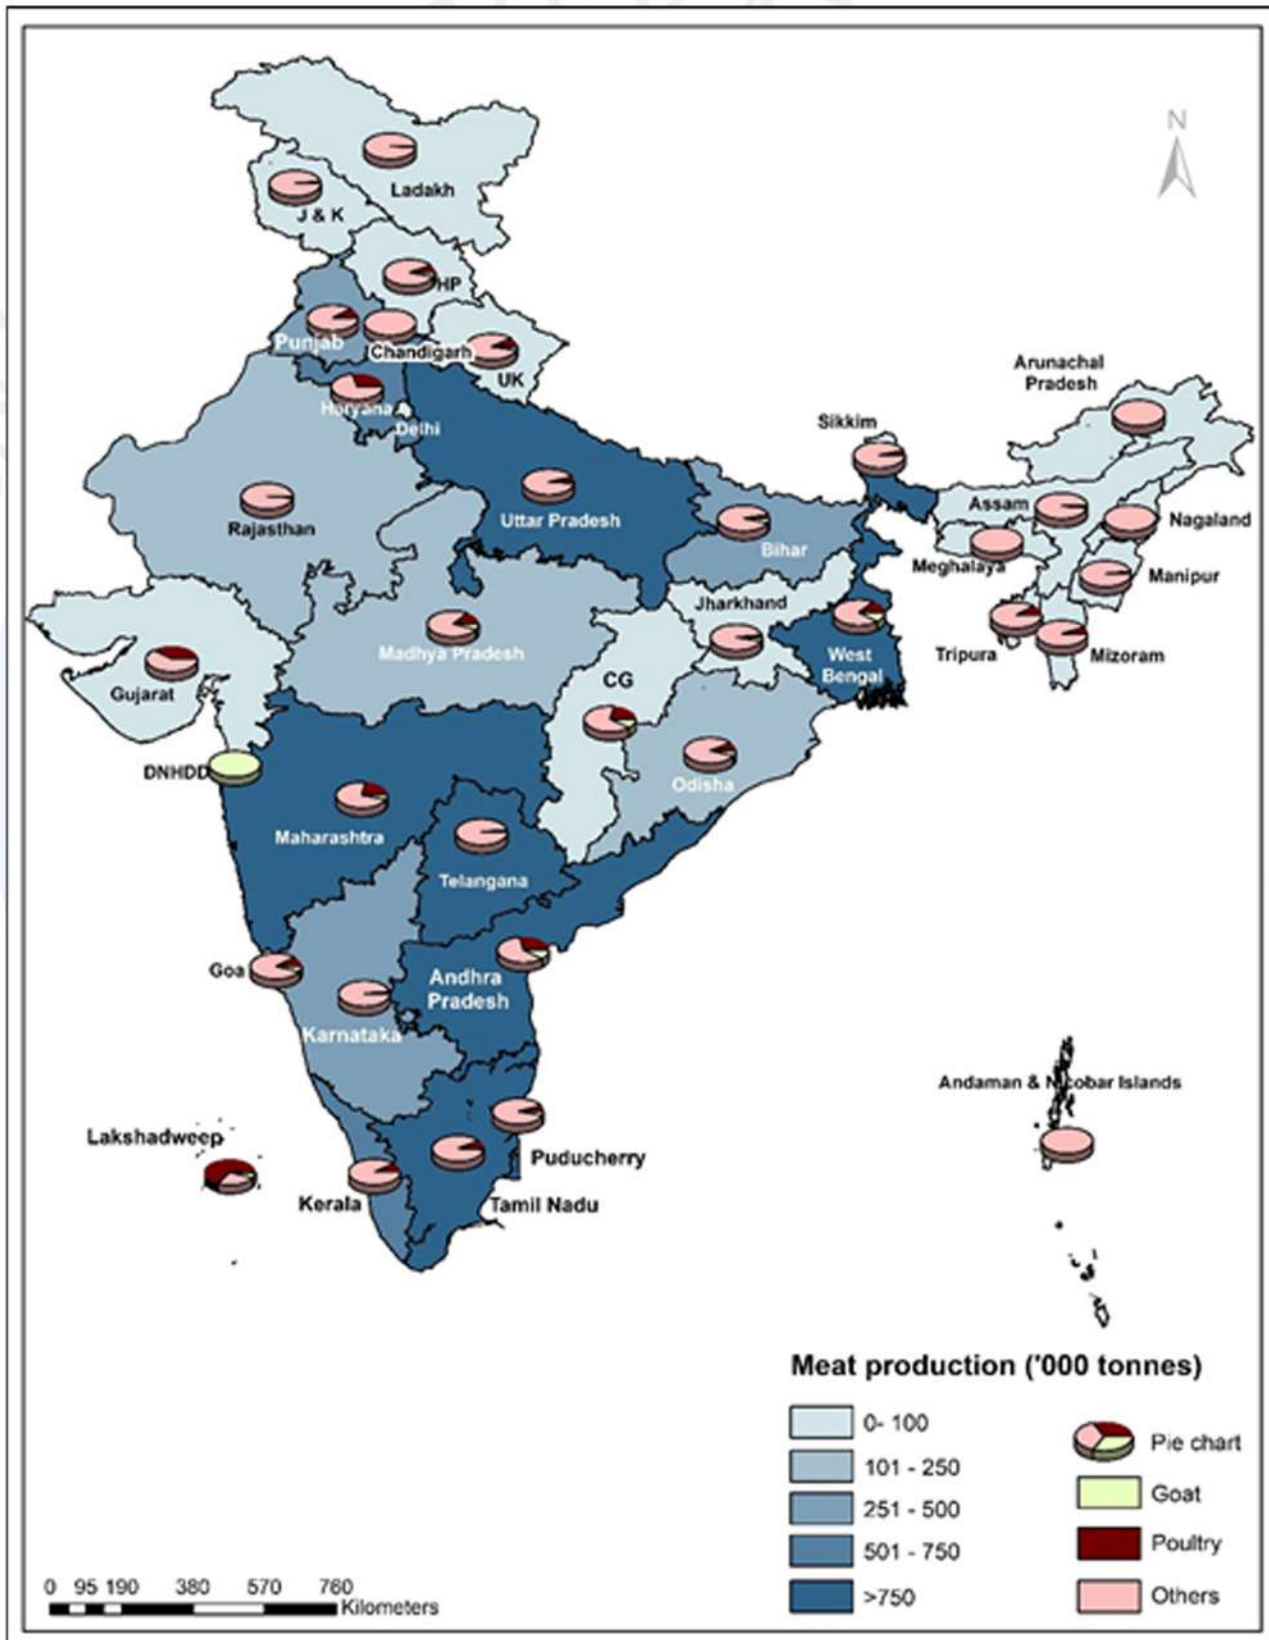 N
Ladakh
J & K
HP
Punjab
Chandigarh
UK
Haryana
Delhi
Arunachal
Pradesh
Sikkim
Rajasthan
Uttar Pradesh
Bihar
Assam
Nagaland
Meghalaya
Manipur
Jharkhand
Madhya Pradesh
West
Bengal
Tripura
Mizoram
Gujarat
CG
DNHDD
Odisha
Maharashtra
Telangana
Goa
Andhra
Pradesh
Karnataka
Andaman & Nicobar Islands
Lakshadweep
Puducherry
Kerala
Tamil Nadu
Meat production ('000 tonnes)
0- 100
101 - 250
251 - 500
501 - 750
>750
Pie chart
Goat
Poultry
Others
0 95 190 380 570 760
Kilometers